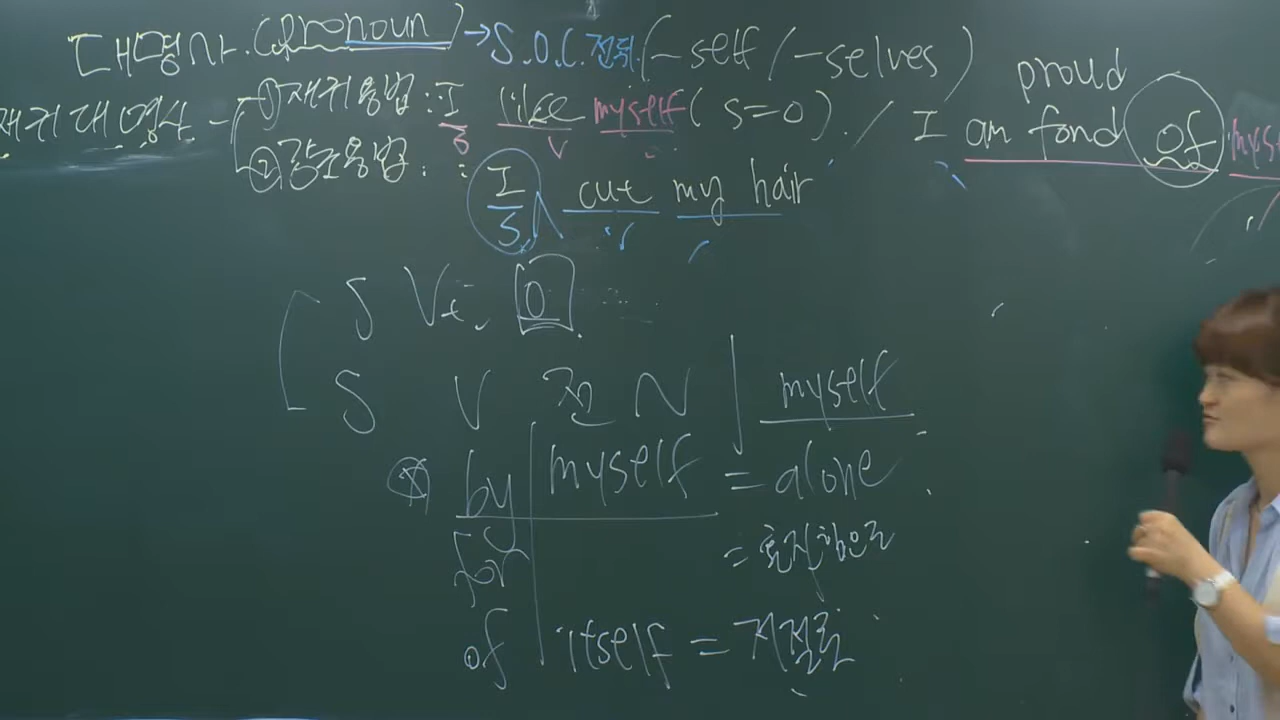 대명사 (pronoun) → S.O.C. 전목 (-self / -selves)
재귀대명사 - ① 재귀용법 : I like myself (S=O). / I am fond of myse
proud
S V
② 강조용법 : I cut my hair
S V
S Vt. O
S V 전 N | myself
by myself = alone
for = 혼자힘으로
of itself = 저절로